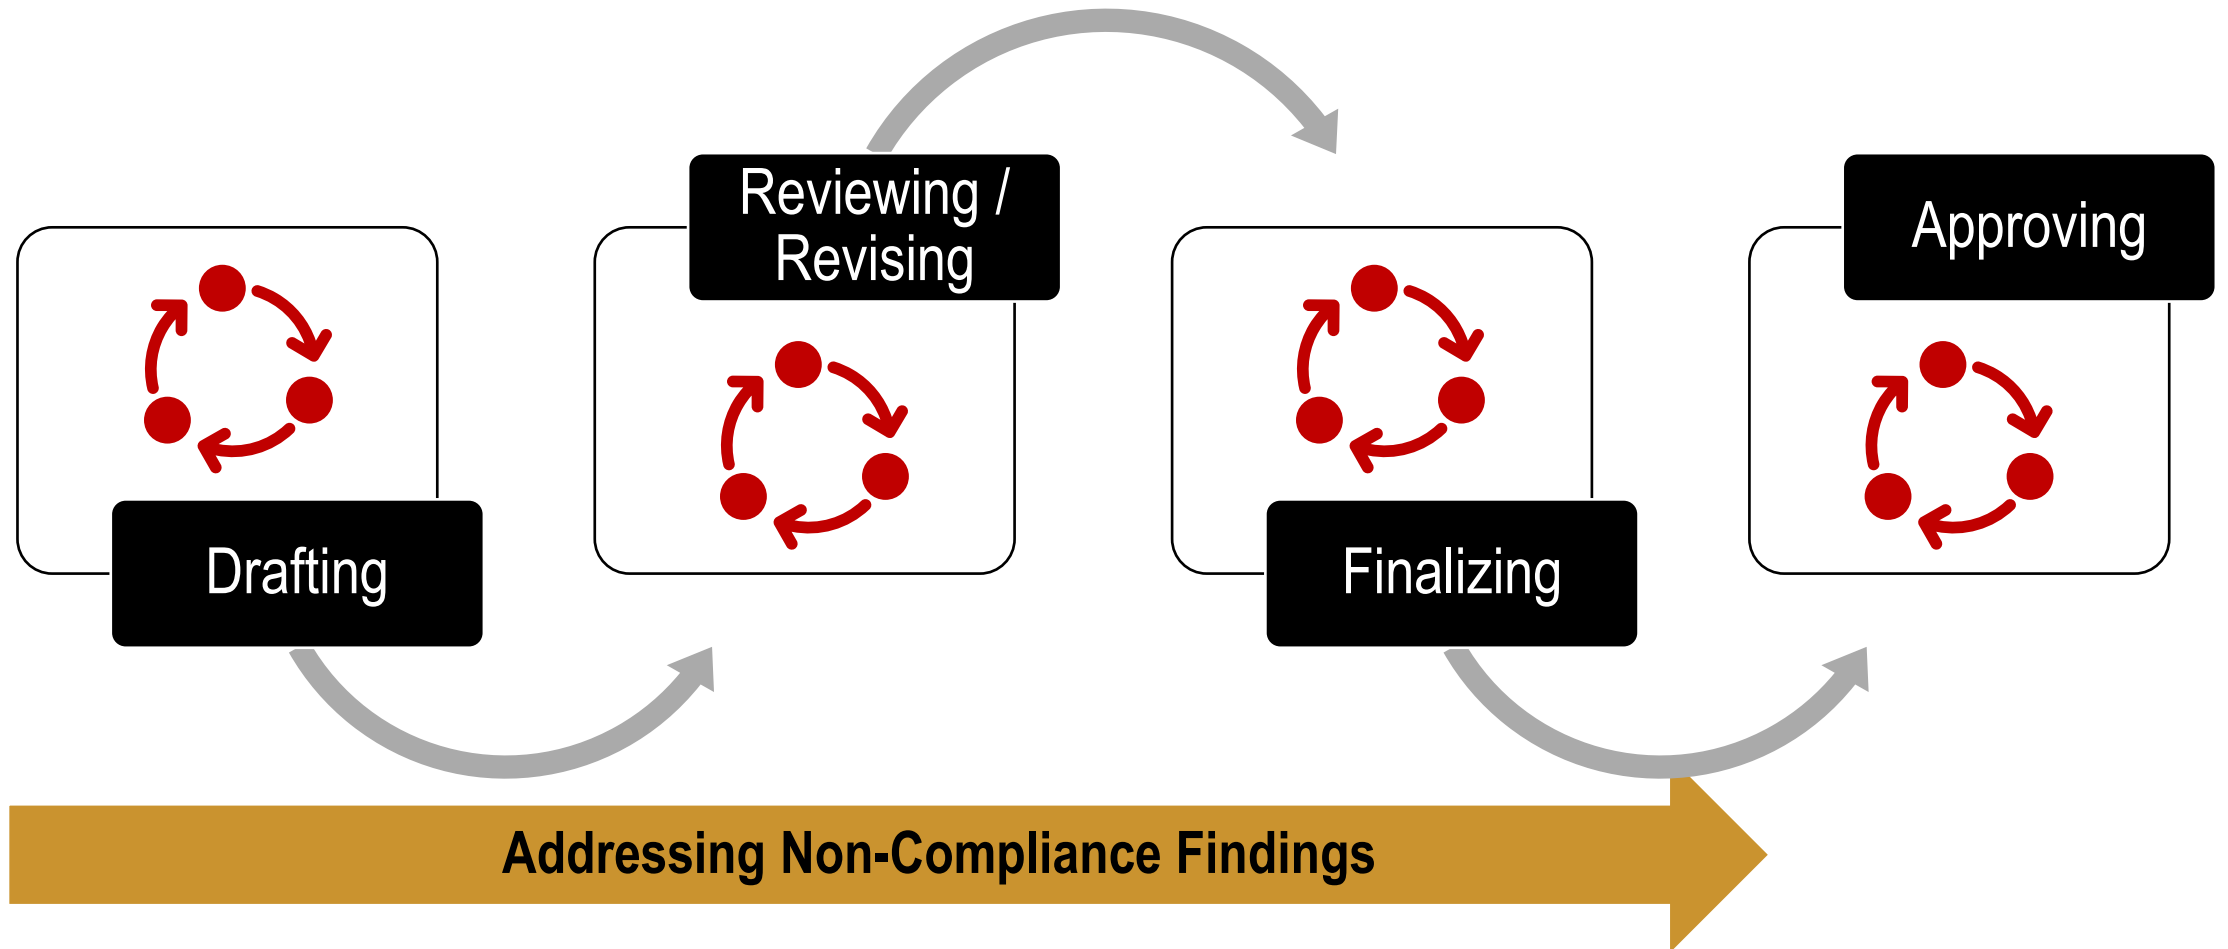 Drafting
Reviewing /
Revising
Finalizing
Approving
Addressing Non-Compliance Findings